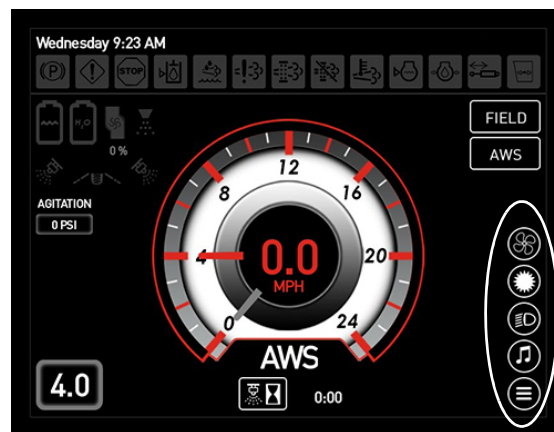 Wednesday 9:23 AM
(P) STOP
FIELD
H₂O
0 %
AWS
AGITATION
0 PSI
0 4 8 12 16 20 24
0.0
MPH
AWS
4.0
0:00